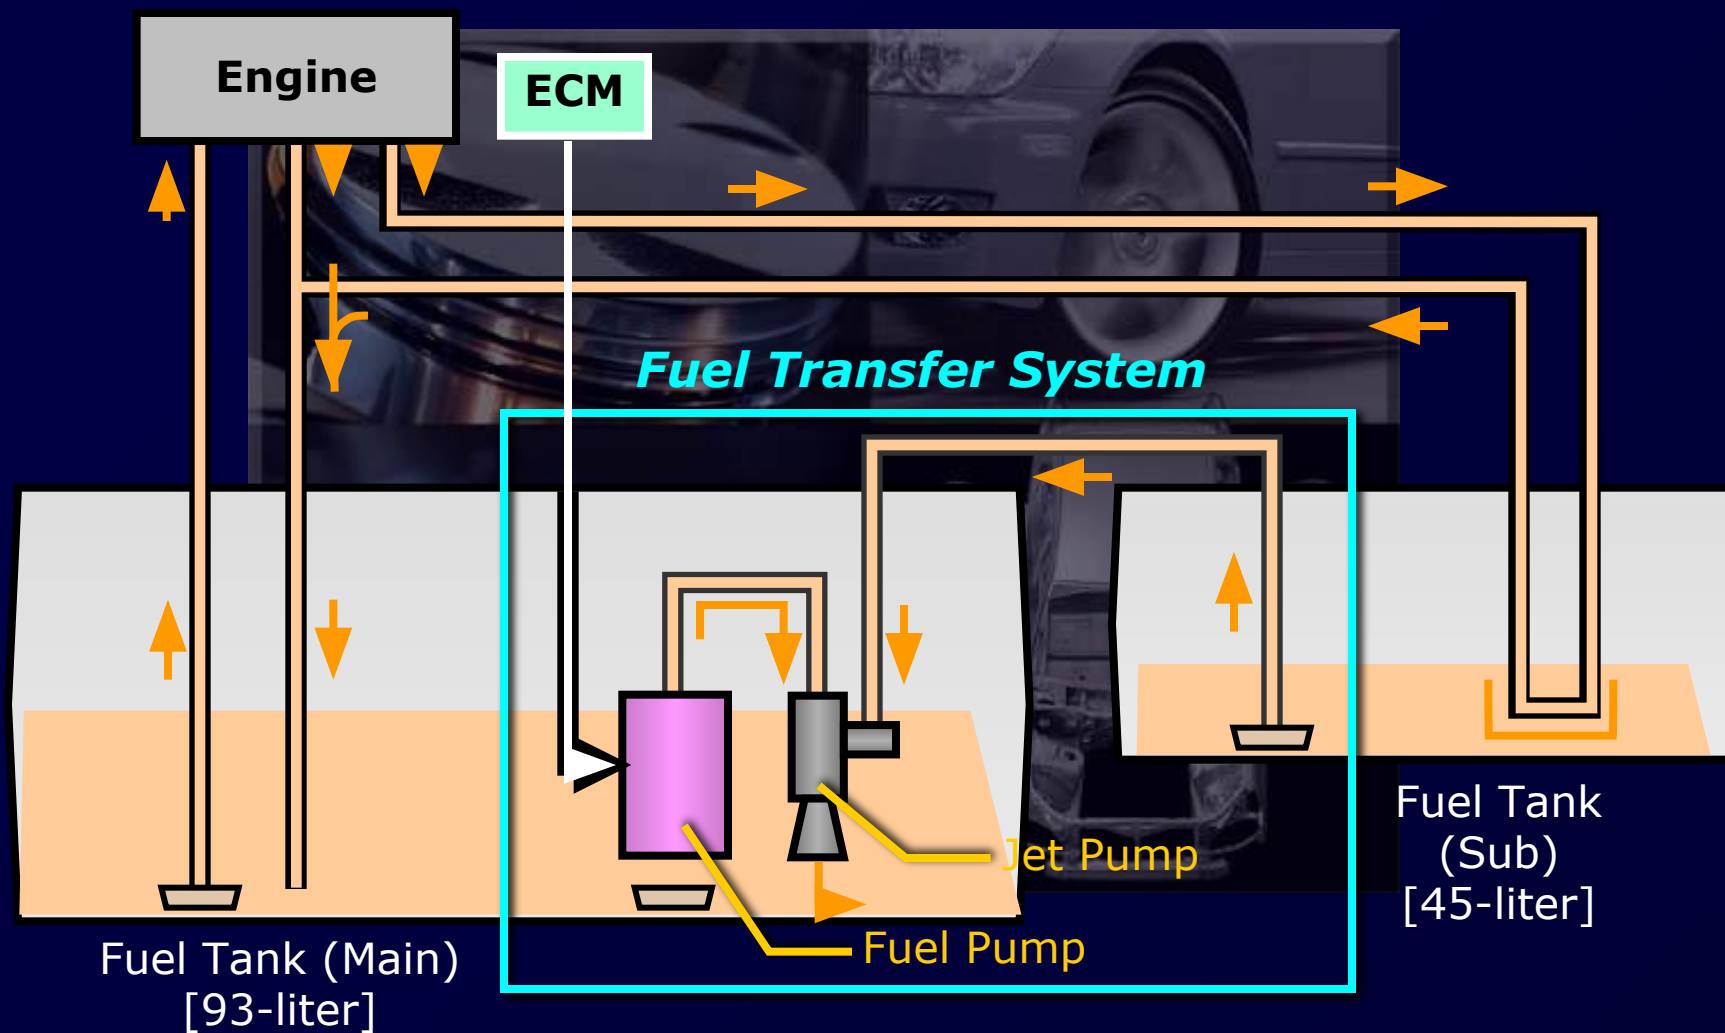 Engine
ECM
Fuel Transfer System
Jet Pump
Fuel Pump
Fuel Tank
(Sub)
[45-liter]
Fuel Tank (Main)
[93-liter]